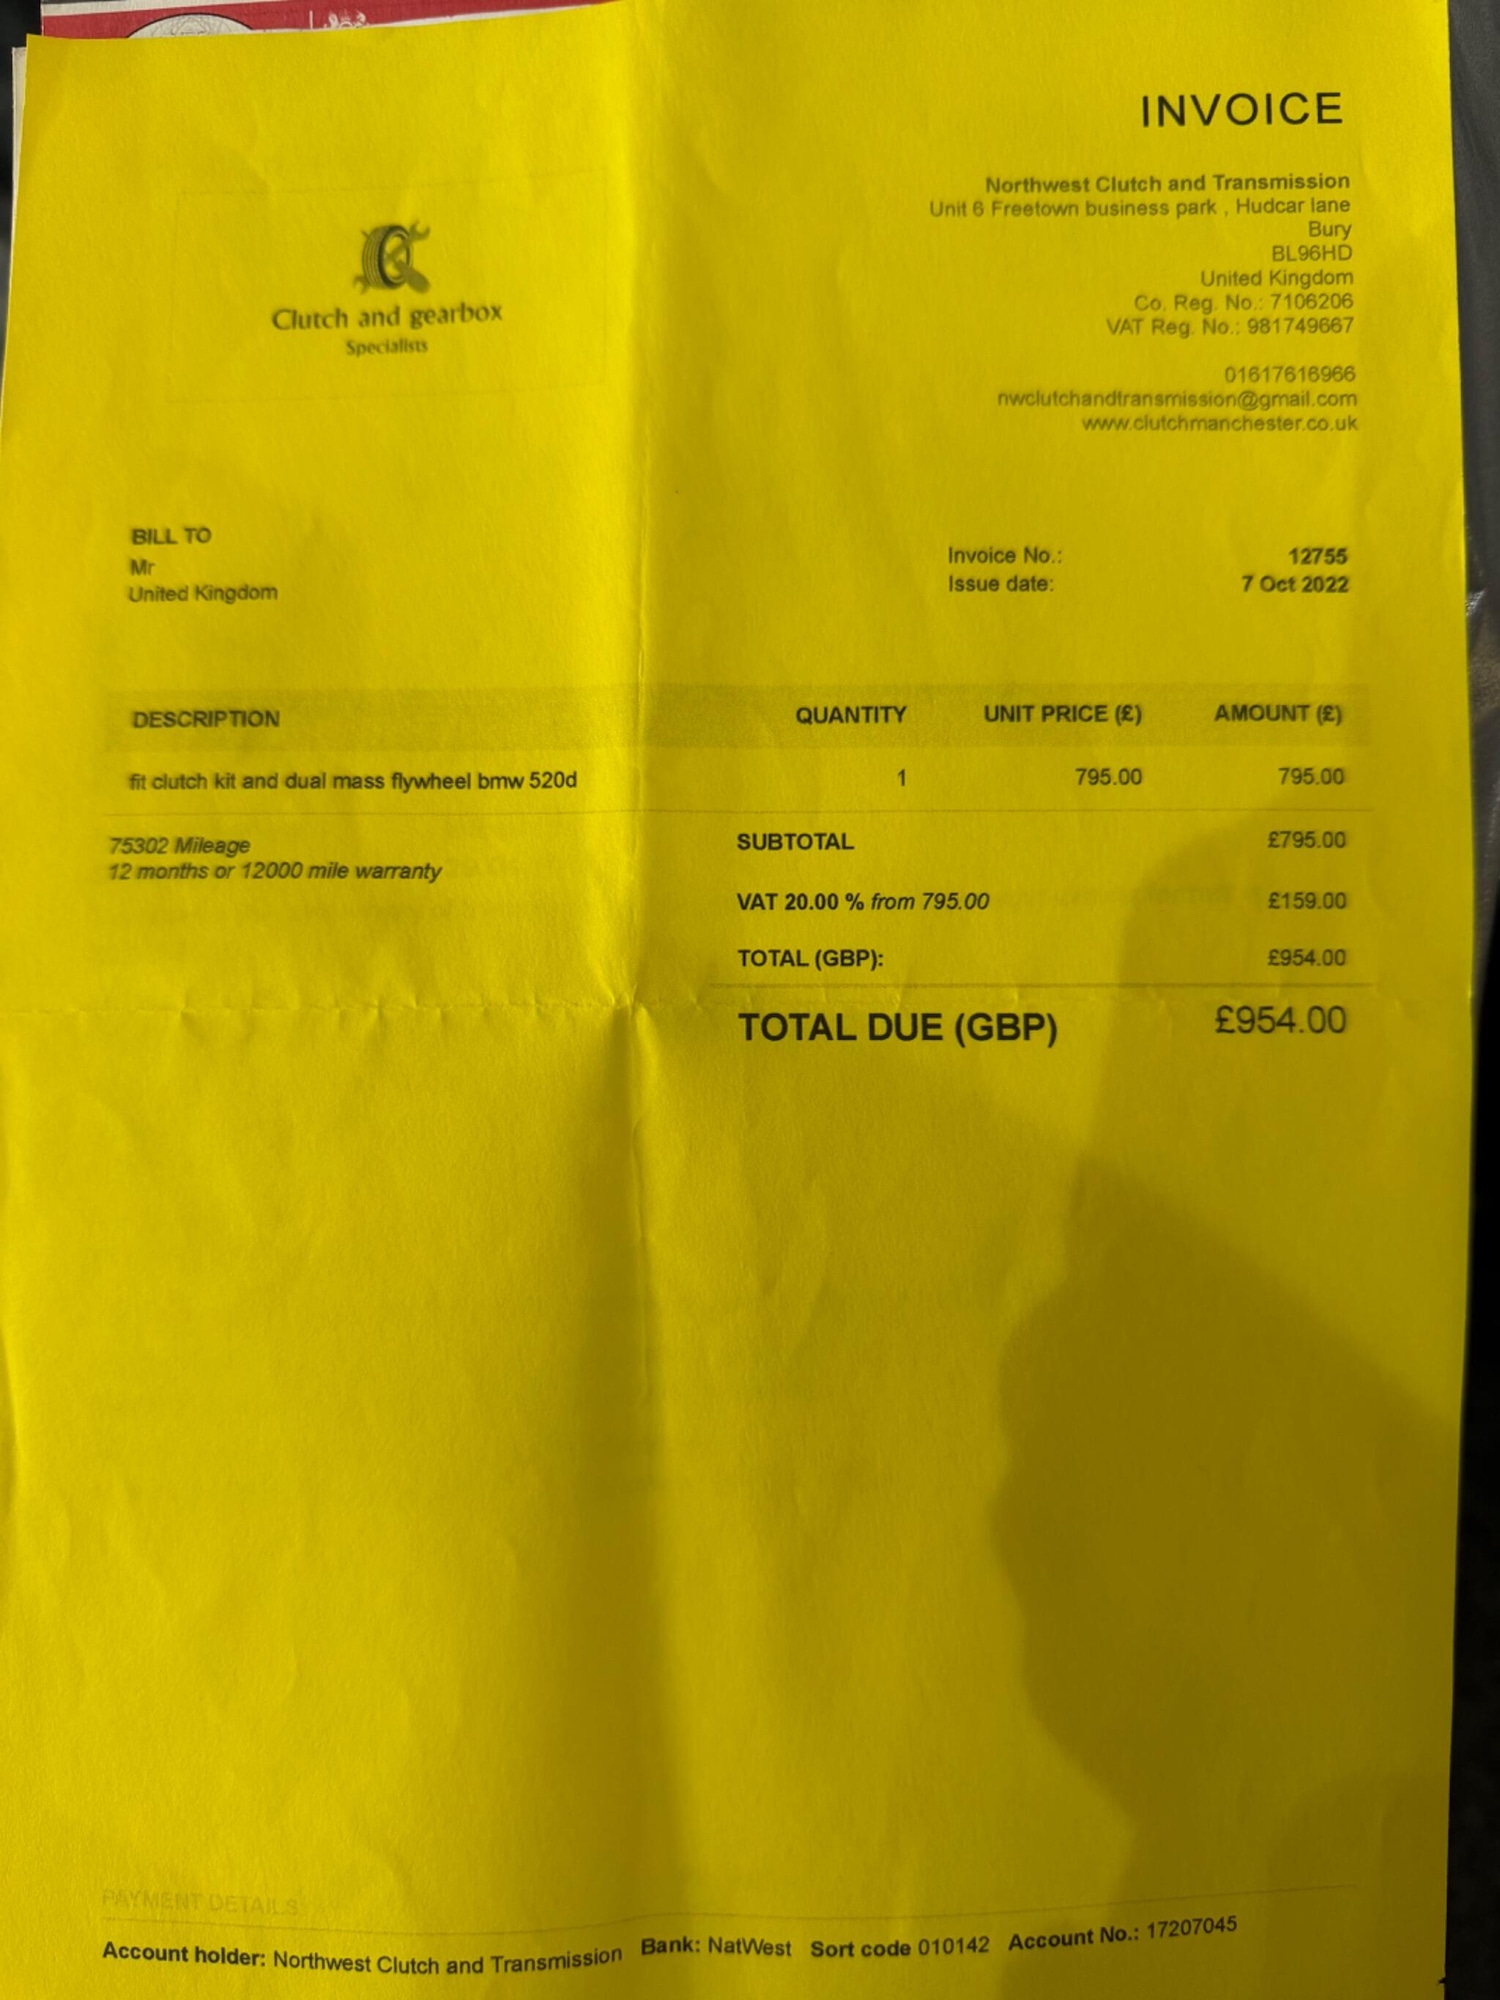 INVOICE
Northwest Clutch and Transmission
Unit 6 Freetown business park , Hudcar lane
Bury
BL96HD
United Kingdom
Co. Reg. No.: 7106206
VAT Reg. No.: 981749667
01617616966
nwclutchandtransmission@gmail.com
www.clutchmanchester.co.uk
Clutch and gearbox
Specialists
BILL TO
Mr
United Kingdom
Invoice No.: 12755
Issue date: 7 Oct 2022
DESCRIPTION QUANTITY UNIT PRICE (£) AMOUNT (£)
fit clutch kit and dual mass flywheel bmw 520d 1 795.00 795.00
75302 Mileage
12 months or 12000 mile warranty
SUBTOTAL £795.00
VAT 20.00 % from 795.00 £159.00
TOTAL (GBP): £954.00
TOTAL DUE (GBP) £954.00
PAYMENT DETAILS
Account holder: Northwest Clutch and Transmission Bank: NatWest Sort code 010142 Account No.: 17207045